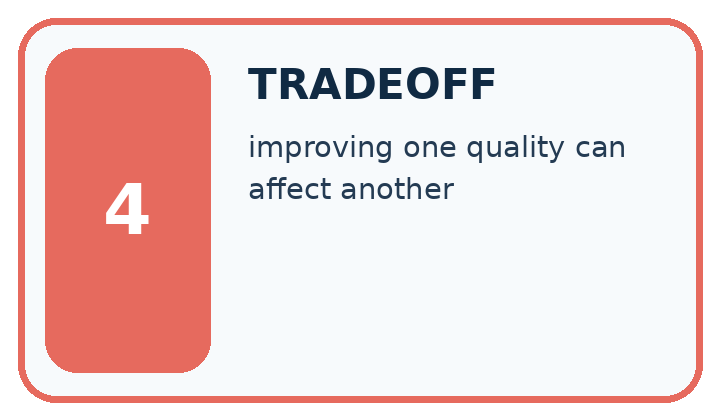 4
TRADEOFF
improving one quality can
affect another